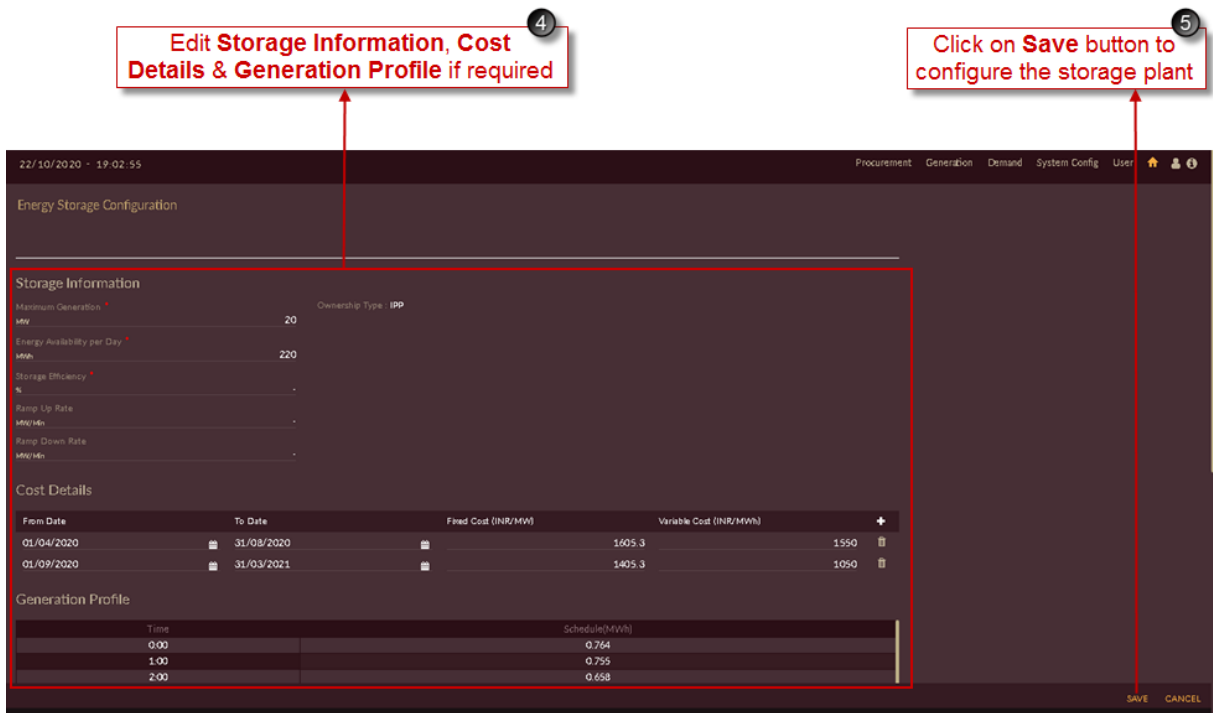 4
Edit Storage Information, Cost
Details & Generation Profile if required
5
Click on Save button to
configure the storage plant
22/10/2020 - 19:02:55 Procurement Generation Demand System Config User
Energy Storage Configuration
Storage Information
Maximum Generation * Ownership Type : IPP
MW 20
Energy Availability per Day *
MWh 220
Storage Efficiency *
% -
Ramp Up Rate
MW/Min -
Ramp Down Rate
MW/Min -
Cost Details
From Date To Date Fixed Cost (INR/MW) Variable Cost (INR/MWh) +
01/04/2020 31/08/2020 1605.3 1550
01/09/2020 31/03/2021 1405.3 1050
Generation Profile
Time Schedule(MWh)
0:00 0.764
1:00 0.755
2:00 0.658
SAVE CANCEL